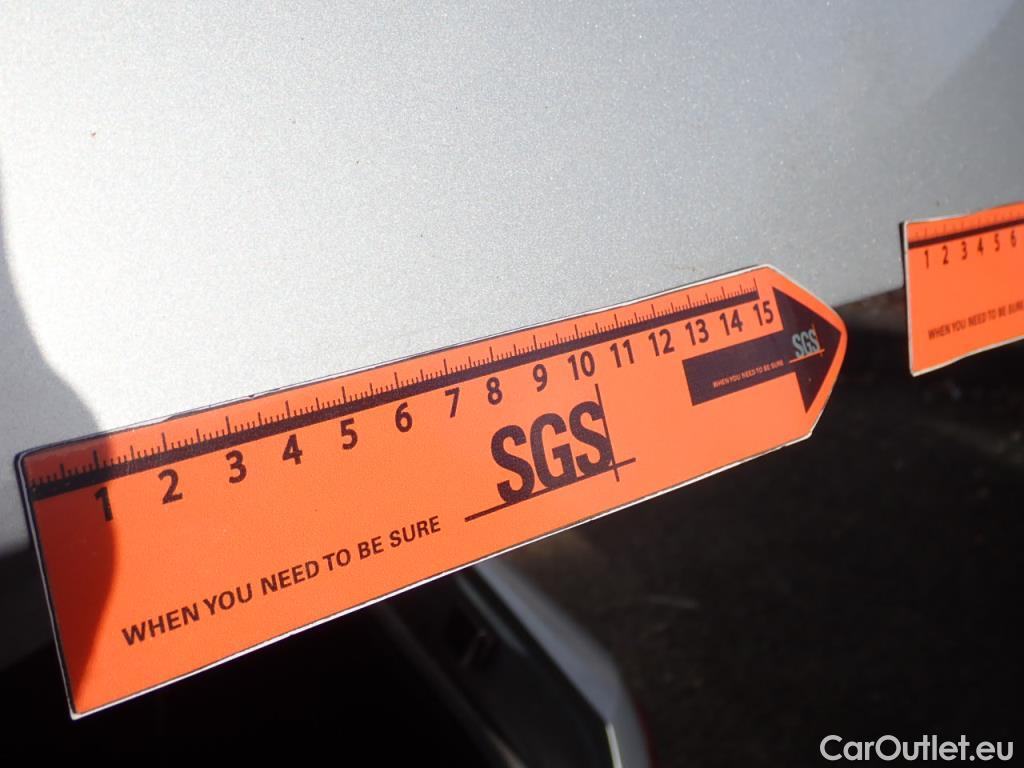 1 2 3 4 5 6 7 8 9 10 11 12 13 14 15
SGS
WHEN YOU NEED TO BE SURE
WHEN YOU NEED TO BE SURE
SGS
1 2 3 4 5 6
WHEN YOU NEED TO BE SURE
CarOutlet.eu